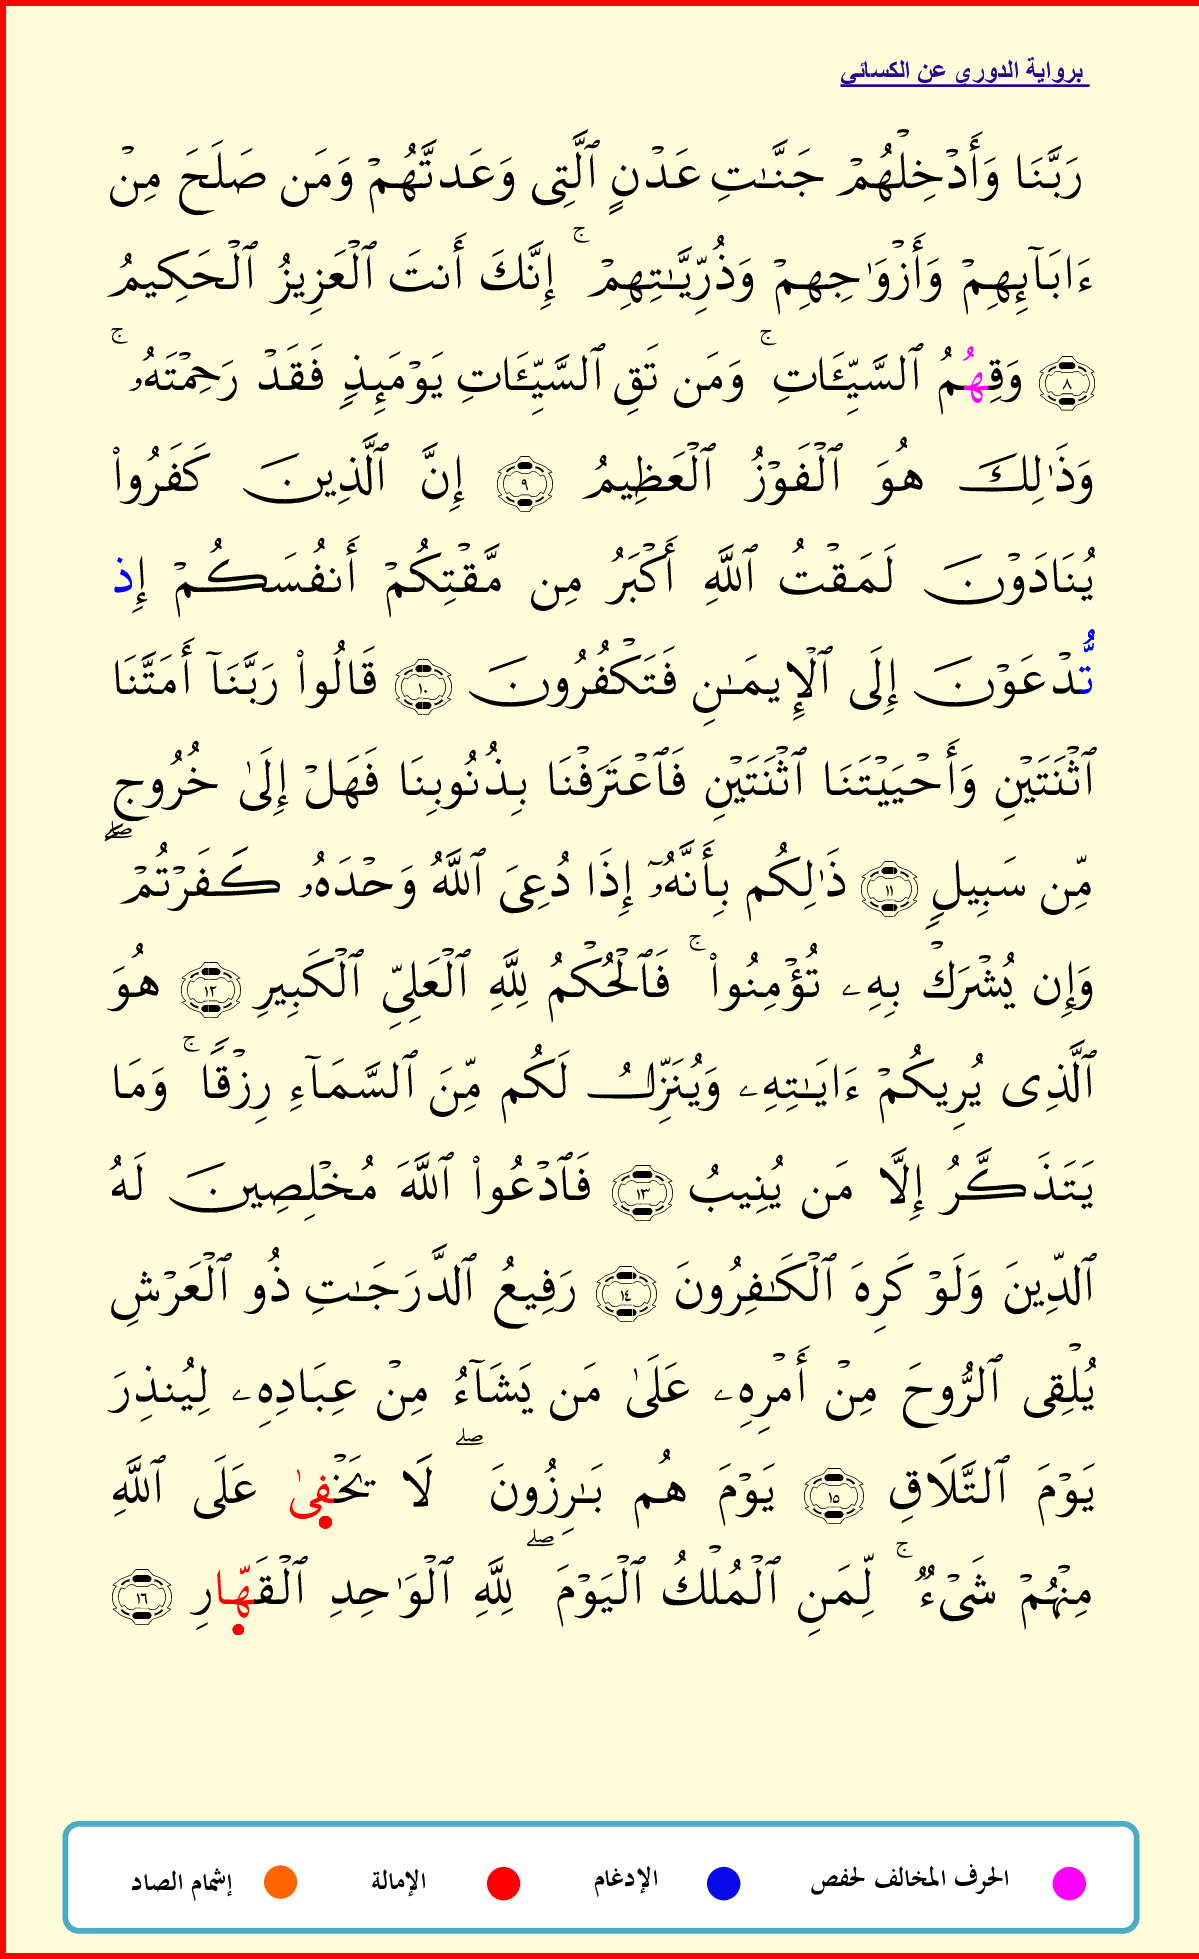 برواية الدوري عن الكسائي
رَبَّنَا وَأَدۡخِلۡهُمۡ جَنَّـٰتِ عَدۡنٍ ٱلَّتِى وَعَدتَّهُمۡ وَمَن صَلَحَ مِنۡ
ءَابَآئِهِمۡ وَأَزۡوَٰجِهِمۡ وَذُرِّيَّـٰتِهِمۡ ۚ إِنَّكَ أَنتَ ٱلۡعَزِيزُ ٱلۡحَكِيمُ
٨ وَقِهُمُ ٱلسَّيِّـَٔاتِ ۚ وَمَن تَقِ ٱلسَّيِّـَٔاتِ يَوۡمَئِذٍ فَقَدۡ رَحِمۡتَهُۥ ۚ
وَذَٰلِكَ هُوَ ٱلۡفَوۡزُ ٱلۡعَظِيمُ ٩ إِنَّ ٱلَّذِينَ كَفَرُواْ
يُنَادَوۡنَ لَمَقۡتُ ٱللَّهِ أَكۡبَرُ مِن مَّقۡتِكُمۡ أَنفُسَكُمۡ إِذ
تُّدۡعَوۡنَ إِلَى ٱلۡإِيمَـٰنِ فَتَكۡفُرُونَ ١٠ قَالُواْ رَبَّنَآ أَمَتَّنَا
ٱثۡنَتَيۡنِ وَأَحۡيَيۡتَنَا ٱثۡنَتَيۡنِ فَٱعۡتَرَفۡنَا بِذُنُوبِنَا فَهَلۡ إِلَىٰ خُرُوجٍ
مِّن سَبِيلٍ ١١ ذَٰلِكُم بِأَنَّهُۥٓ إِذَا دُعِىَ ٱللَّهُ وَحۡدَهُۥ كَفَرۡتُمۡ ۖ
وَإِن يُشۡرَكۡ بِهِۦ تُؤۡمِنُواْ ۚ فَٱلۡحُكۡمُ لِلَّهِ ٱلۡعَلِىِّ ٱلۡكَبِيرِ ١٢ هُوَ
ٱلَّذِى يُرِيكُمۡ ءَايَـٰتِهِۦ وَيُنَزِّلُ لَكُم مِّنَ ٱلسَّمَآءِ رِزۡقًا ۚ وَمَا
يَتَذَكَّرُ إِلَّا مَن يُنِيبُ ١٣ فَٱدۡعُواْ ٱللَّهَ مُخۡلِصِينَ لَهُ
ٱلدِّينَ وَلَوۡ كَرِهَ ٱلۡكَـٰفِرُونَ ١٤ رَفِيعُ ٱلدَّرَجَـٰتِ ذُو ٱلۡعَرۡشِ
يُلۡقِى ٱلرُّوحَ مِنۡ أَمۡرِهِۦ عَلَىٰ مَن يَشَآءُ مِنۡ عِبَادِهِۦ لِيُنذِرَ
يَوۡمَ ٱلتَّلَاقِ ١٥ يَوۡمَ هُم بَـٰرِزُونَ ۖ لَا يَخۡفِىٰ عَلَى ٱللَّهِ
مِنۡهُمۡ شَىۡءٌ ۚ لِّمَنِ ٱلۡمُلۡكُ ٱلۡيَوۡمَ ۖ لِلَّهِ ٱلۡوَٰحِدِ ٱلۡقَهِّارِ ١٦
الحرف المخالف لحفص الإدغام الإمالة إشمام الصاد